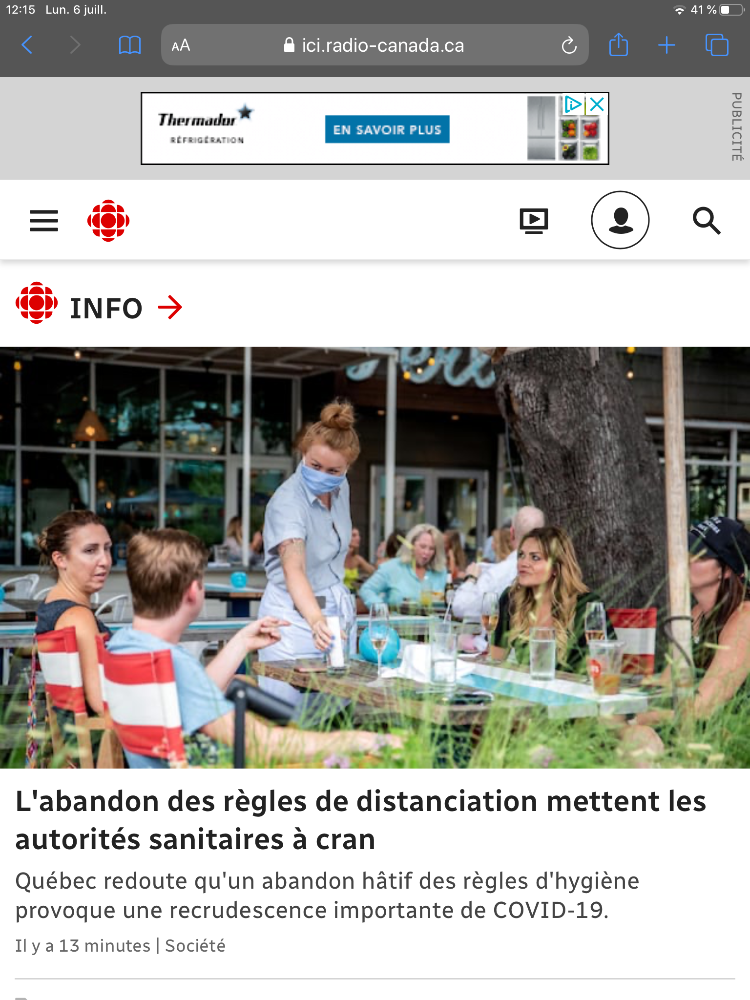 12:15 Lun. 6 juill.
41 %
AA
ici.radio-canada.ca
Thermador
RÉFRIGÉRATION
EN SAVOIR PLUS
PUBLICITÉ
INFO
L'abandon des règles de distanciation mettent les
autorités sanitaires à cran
Québec redoute qu'un abandon hâtif des règles d'hygiène
provoque une recrudescence importante de COVID-19.
Il y a 13 minutes | Société